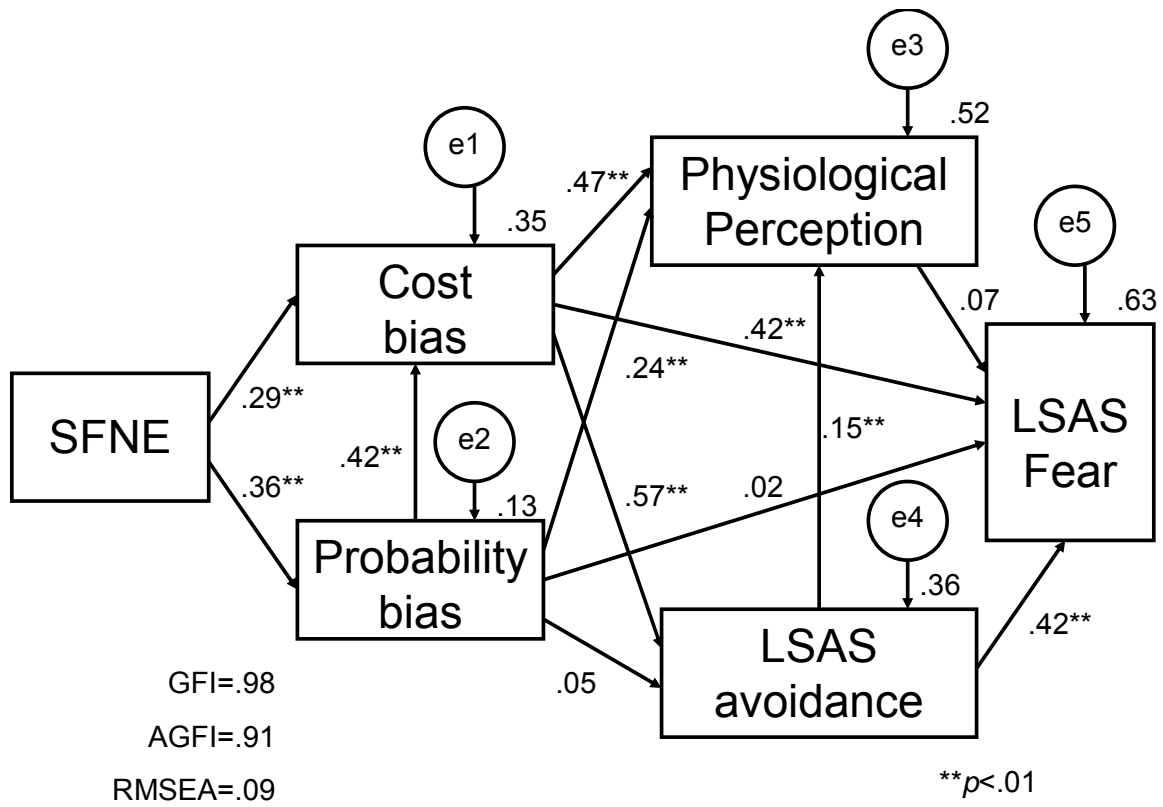 e3
.52
Physiological
Perception
e1
.47**
.35
e5
Cost
bias
.07
.63
.42**
.24**
.29**
SFNE
LSAS
Fear
.42**
e2
.15**
.36**
.57**
.02
.13
e4
Probability
bias
.36
.42**
LSAS
avoidance
.05
GFI=.98
AGFI=.91
RMSEA=.09
**p<.01